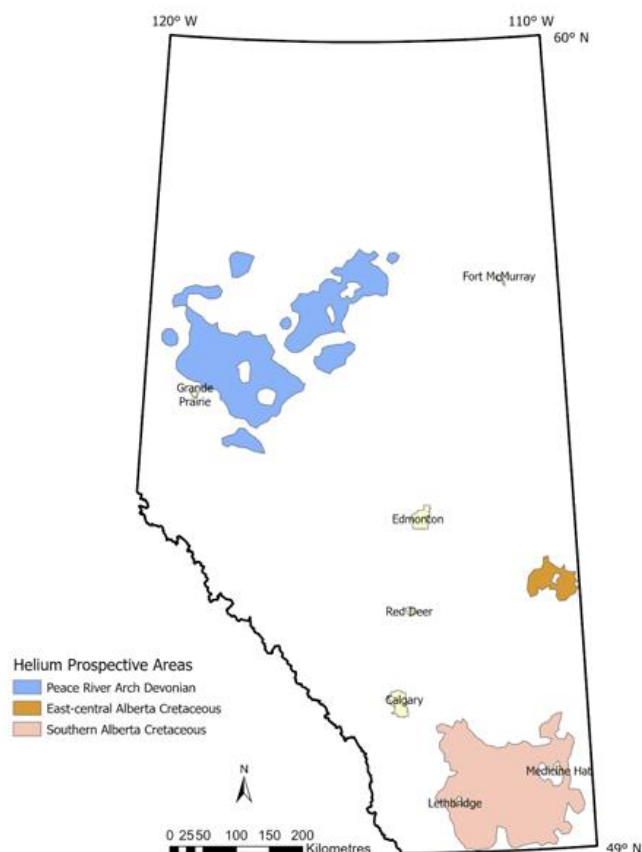 120° W
110° W
60° N
Fort McMurray
Grande
Prairie
Edmonton
Red Deer
Helium Prospective Areas
Peace River Arch Devonian
East-central Alberta Cretaceous
Southern Alberta Cretaceous
Calgary
Medicine Hat
Lethbridge
N
0 25 50 100 150 200
Kilometres
49° N